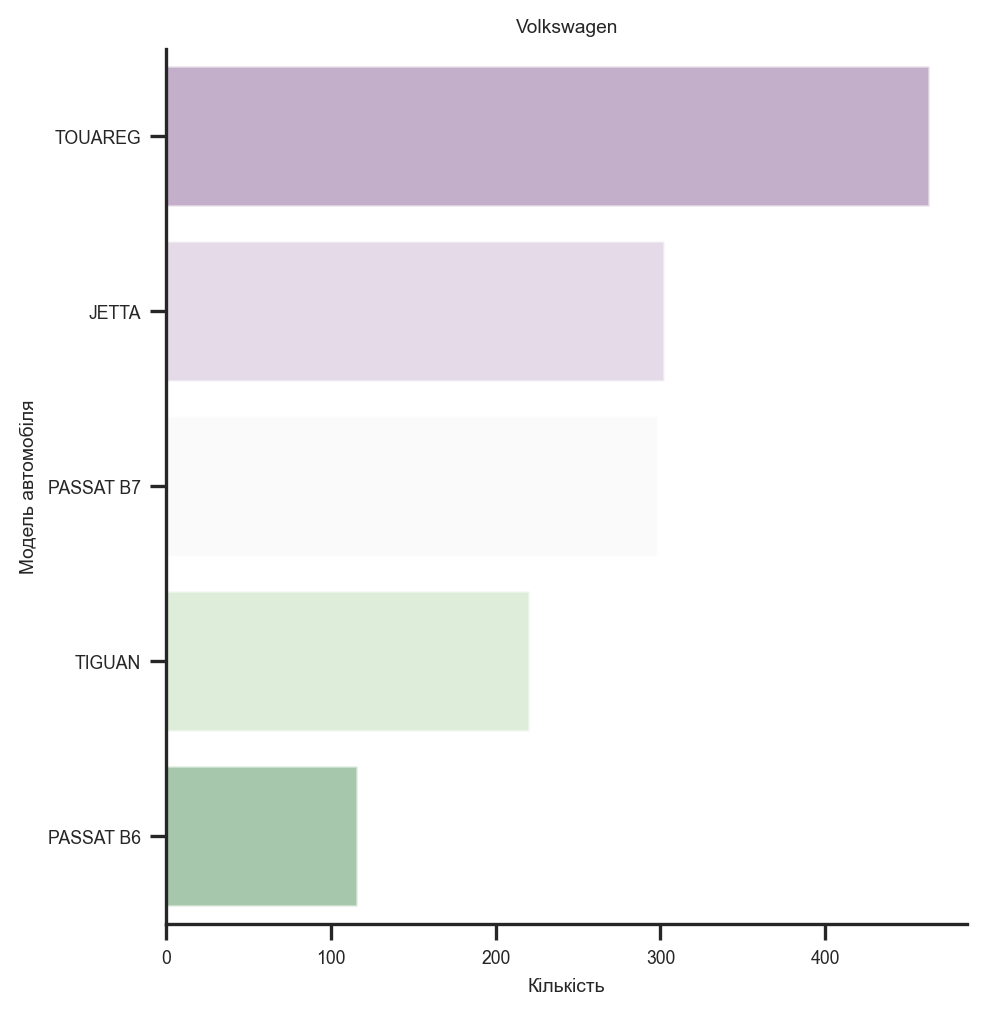 Volkswagen
Модель автомобіля
TOUAREG
JETTA
PASSAT B7
TIGUAN
PASSAT B6
0 100 200 300 400
Кількість